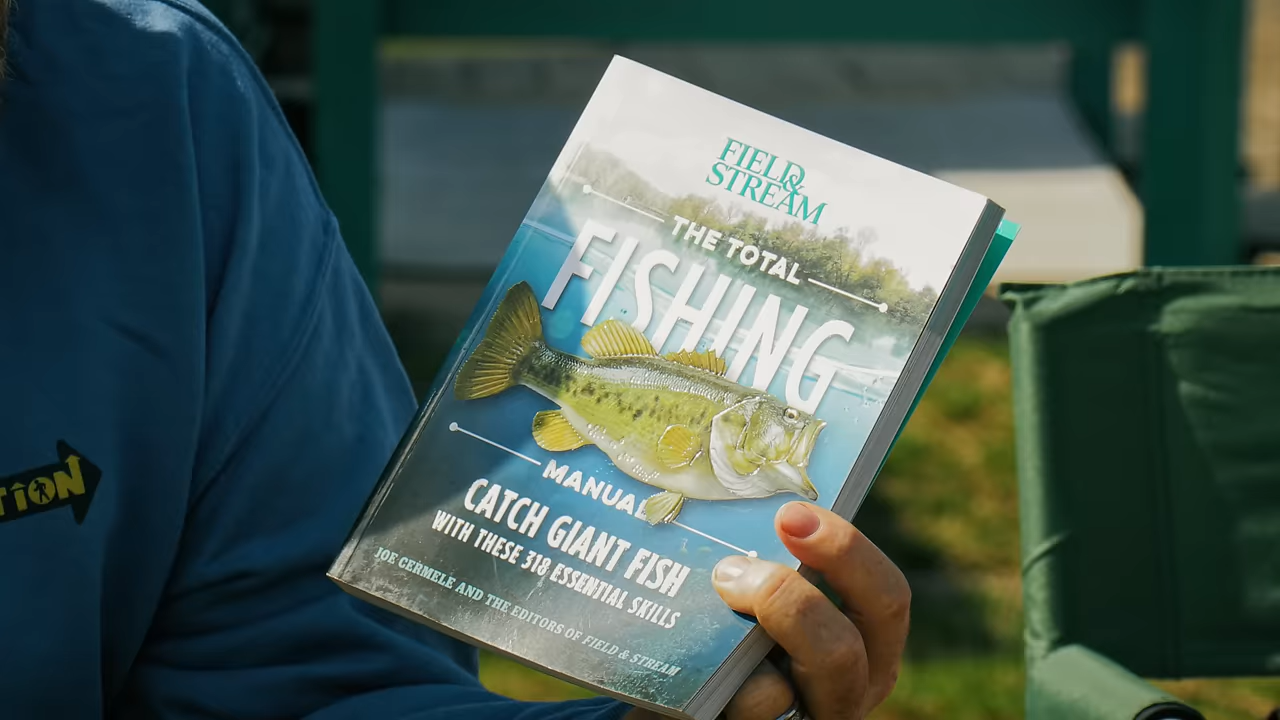 FIELD&
STREAM
THE TOTAL
FISHING
MANUAL
CATCH GIANT FISH
WITH THESE 318 ESSENTIAL SKILLS
JOE CERMELE AND THE EDITORS OF FIELD & STREAM